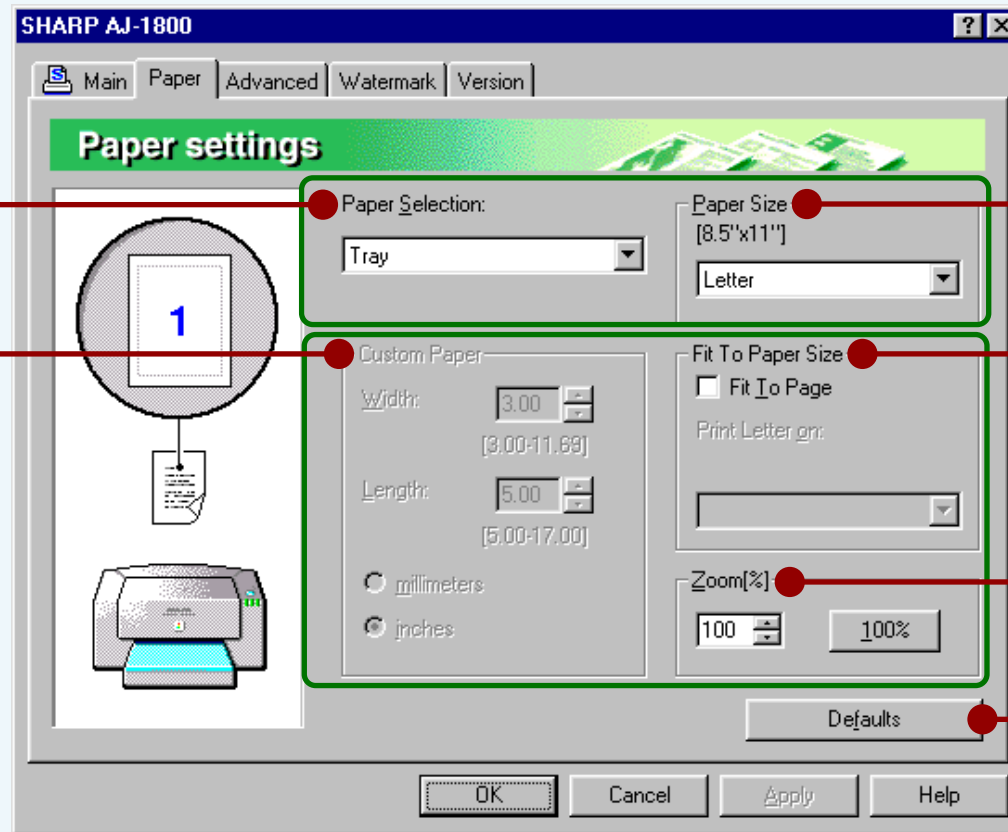 SHARP AJ-1800
Main Paper Advanced Watermark Version
Paper settings
1
Paper Selection:
Tray
Paper Size
[8.5"x11"]
Letter
Custom Paper
Width: 3.00
[3.00-11.69]
Length: 5.00
[5.00-17.00]
millimeters
inches
Fit To Paper Size
Fit To Page
Print Letter on:
Zoom[%]
100 100%
Defaults
OK Cancel Apply Help